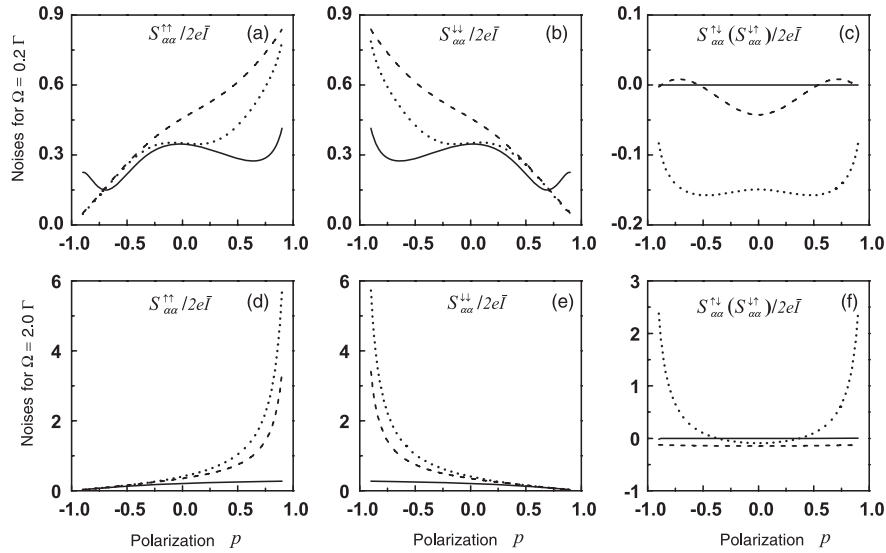 Noises for Ω = 0.2 Γ
0.9
0.6
0.3
0.0
S↑↑αα/2eĪ
(a)
-1.0 -0.5 0.0 0.5 1.0
0.9
0.6
0.3
0.0
S↓↓αα/2eĪ
(b)
-1.0 -0.5 0.0 0.5 1.0
0.1
0.0
-0.1
-0.2
S↑↓αα(S↓↑αα)/2eĪ
(c)
-1.0 -0.5 0.0 0.5 1.0
Noises for Ω = 2.0 Γ
6
4
2
0
S↑↑αα/2eĪ
(d)
-1.0 -0.5 0.0 0.5 1.0
Polarization p
6
4
2
0
S↓↓αα/2eĪ
(e)
-1.0 -0.5 0.0 0.5 1.0
Polarization p
3
2
1
0
-1
S↑↓αα(S↓↑αα)/2eĪ
(f)
-1.0 -0.5 0.0 0.5 1.0
Polarization p